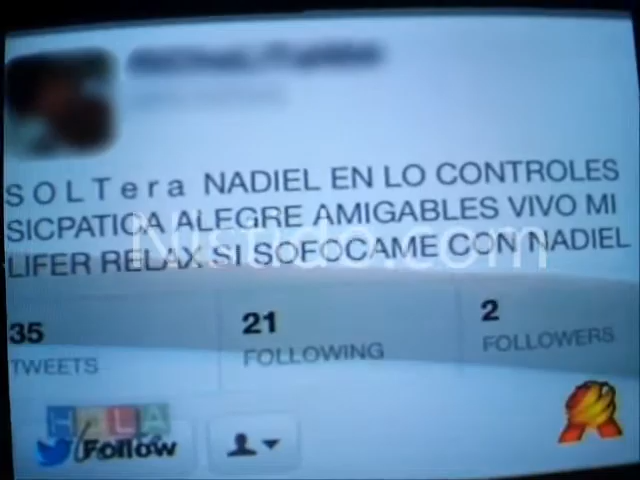 S O L T e r a NADIEL EN LO CONTROLES
SICPATICA ALEGRE AMIGABLES VIVO MI
LIFER RELAX SI SOFOCAME CON NADIEL
35
TWEETS
21
FOLLOWING
2
FOLLOWERS
Follow